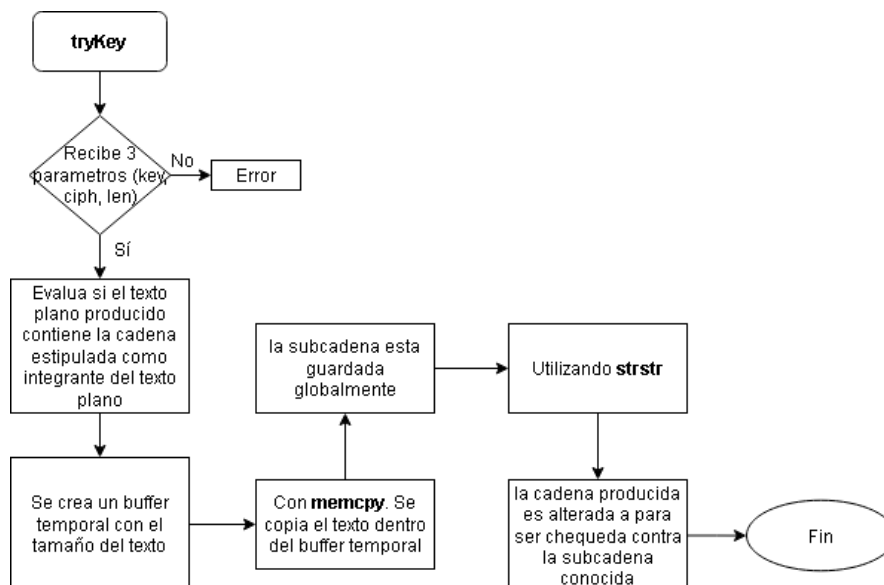 tryKey
Recibe 3
parametros (key,
ciph, len)
No
Error
Sí
Evalua si el texto
plano producido
contiene la cadena
estipulada como
integrante del texto
plano
Se crea un buffer
temporal con el
tamaño del texto
Con memcpy. Se
copia el texto dentro
del buffer temporal
la subcadena esta
guardada
globalmente
Utilizando strstr
la cadena producida
es alterada a para
ser chequeda contra
la subcadena
conocida
Fin